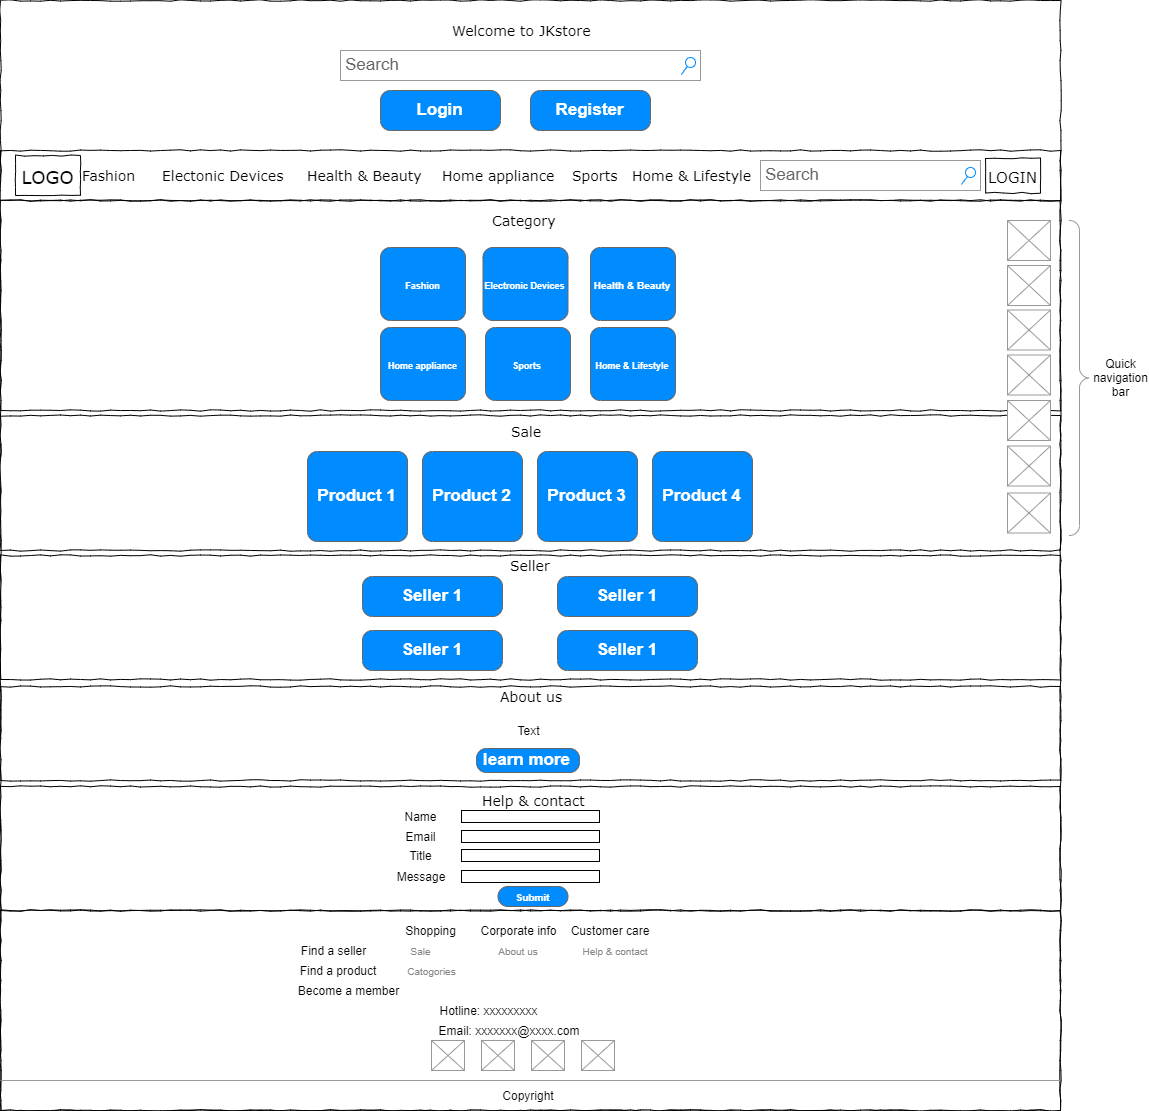 Welcome to JKstore
Search
Login Register
LOGO Fashion Electonic Devices Health & Beauty Home appliance Sports Home & Lifestyle Search LOGIN
Category
Fashion Electronic Devices Health & Beauty
Home appliance Sports Home & Lifestyle
Quick
navigation
bar
Sale
Product 1 Product 2 Product 3 Product 4
Seller
Seller 1 Seller 1
Seller 1 Seller 1
About us
Text
learn more
Help & contact
Name
Email
Title
Message
Submit
Shopping Corporate info Customer care
Find a seller Sale About us Help & contact
Find a product Catogories
Become a member
Hotline: xxxxxxxxx
Email: xxxxxxx@xxxx.com
Copyright